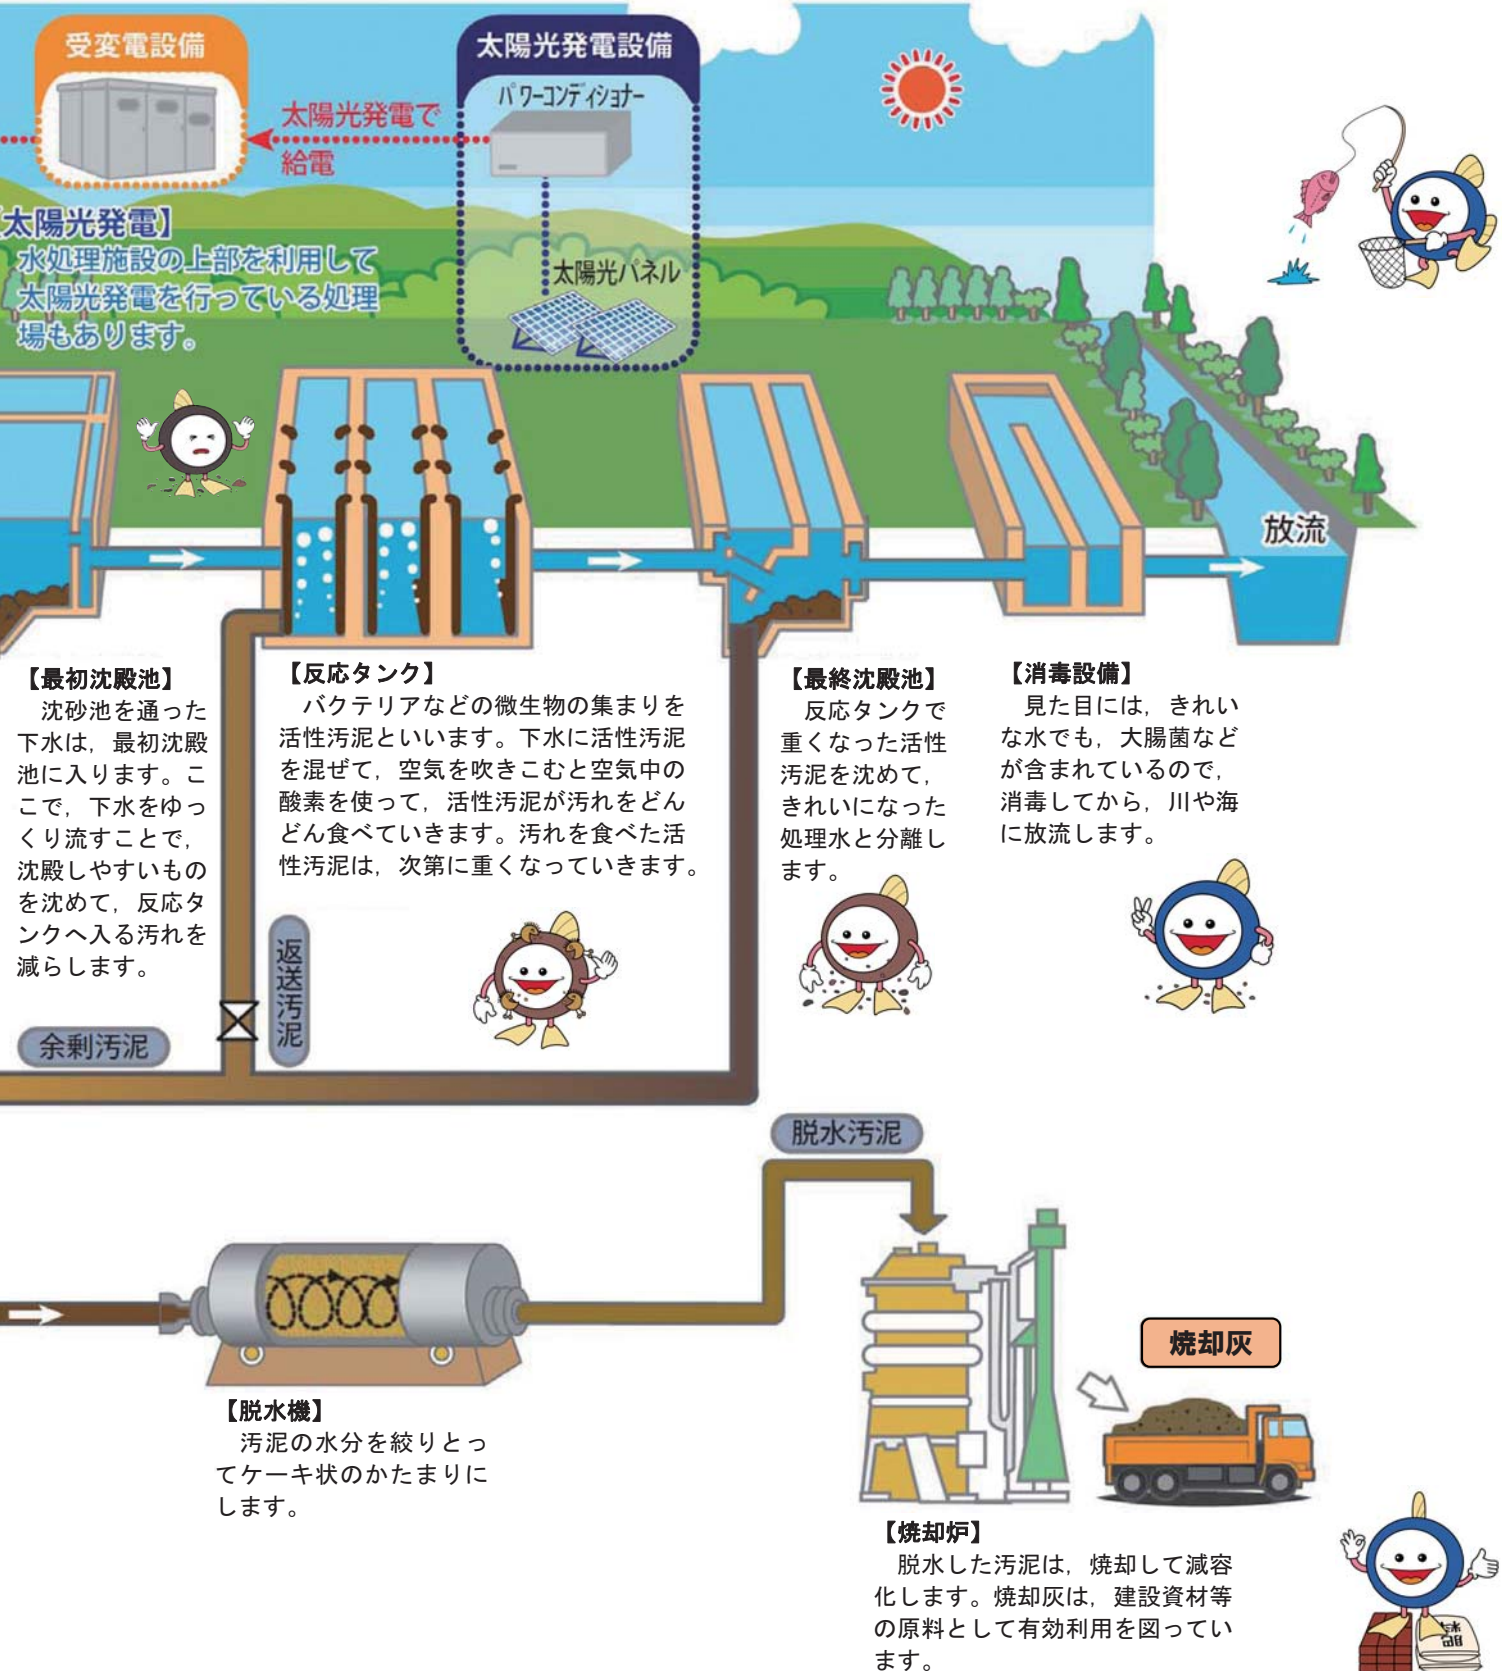 受変電設備
太陽光発電設備
パワーコンディショナー
太陽光発電で
給電
【太陽光発電】
水処理施設の上部を利用して
太陽光発電を行っている処理
場もあります。
太陽光パネル
放流
【最初沈殿池】
沈砂池を通った
下水は，最初沈殿
池に入ります。こ
こで，下水をゆっ
くり流すことで，
沈殿しやすいもの
を沈めて，反応タ
ンクへ入る汚れを
減らします。
【反応タンク】
バクテリアなどの微生物の集まりを
活性汚泥といいます。下水に活性汚泥
を混ぜて，空気を吹きこむと空気中の
酸素を使って，活性汚泥が汚れをどん
どん食べていきます。汚れを食べた活
性汚泥は，次第に重くなっていきます。
【最終沈殿池】
反応タンクで
重くなった活性
汚泥を沈めて，
きれいになった
処理水と分離し
ます。
【消毒設備】
見た目には，きれい
な水でも，大腸菌など
が含まれているので，
消毒してから，川や海
に放流します。
返送汚泥
余剰汚泥
脱水汚泥
【脱水機】
汚泥の水分を絞りとっ
てケーキ状のかたまりに
します。
焼却灰
【焼却炉】
脱水した汚泥は，焼却して減容
化します。焼却灰は，建設資材等
の原料として有効利用を図ってい
ます。
肥料